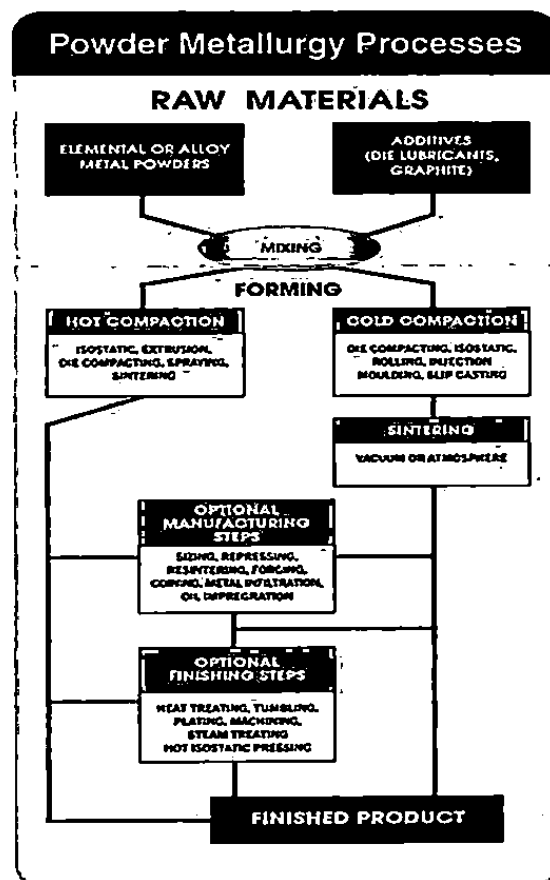 Powder Metallurgy Processes
RAW MATERIALS
ELEMENTAL OR ALLOY
METAL POWDERS
ADDITIVES
(DIE LUBRICANTS,
GRAPHITE)
MIXING
FORMING
HOT COMPACTION
ISOSTATIC, EXTRUSION,
DIE COMPACTING, SPRAYING,
SINTERING
COLD COMPACTION
DIE COMPACTING, ISOSTATIC,
ROLLING, INJECTION
MOULDING, SLIP CASTING
SINTERING
VACUUM OR ATMOSPHERE
OPTIONAL
MANUFACTURING
STEPS
SIZING, REPRESSING,
RESINTERING, FORGING,
COINING, METAL INFILTRATION,
OIL IMPREGRATION
OPTIONAL
FINISHING STEPS
HEAT TREATING, TUMBLING,
PLATING, MACHINING,
STEAM TREATING
HOT ISOSTATIC PRESSING
FINISHED PRODUCT